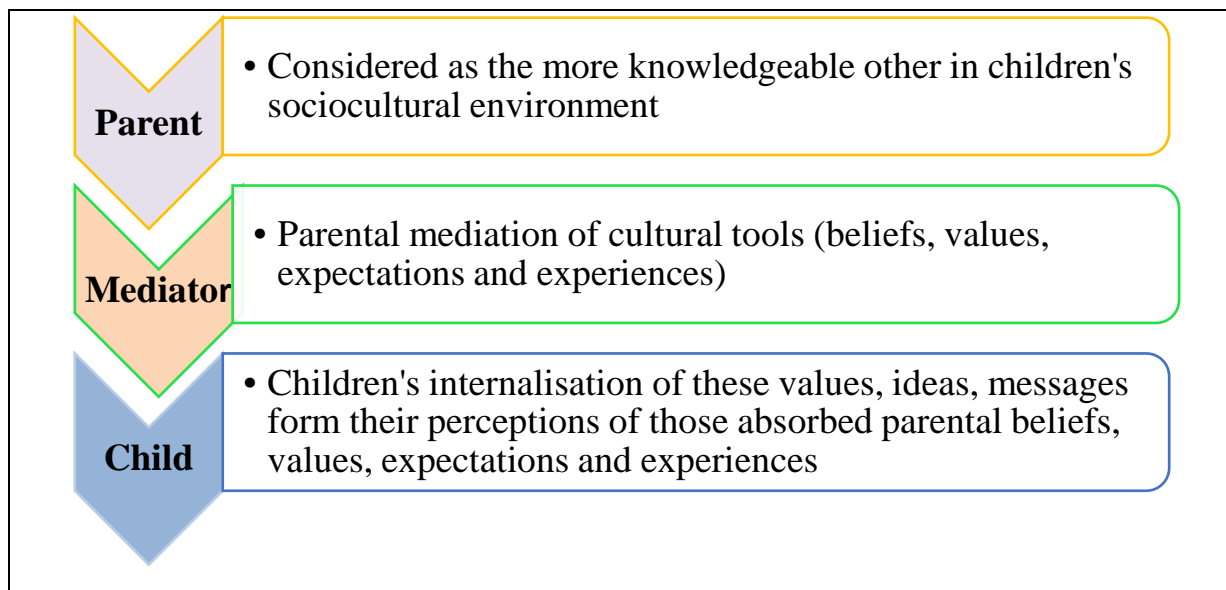 Parent
• Considered as the more knowledgeable other in children's
sociocultural environment
Mediator
• Parental mediation of cultural tools (beliefs, values,
expectations and experiences)
Child
• Children's internalisation of these values, ideas, messages
form their perceptions of those absorbed parental beliefs,
values, expectations and experiences